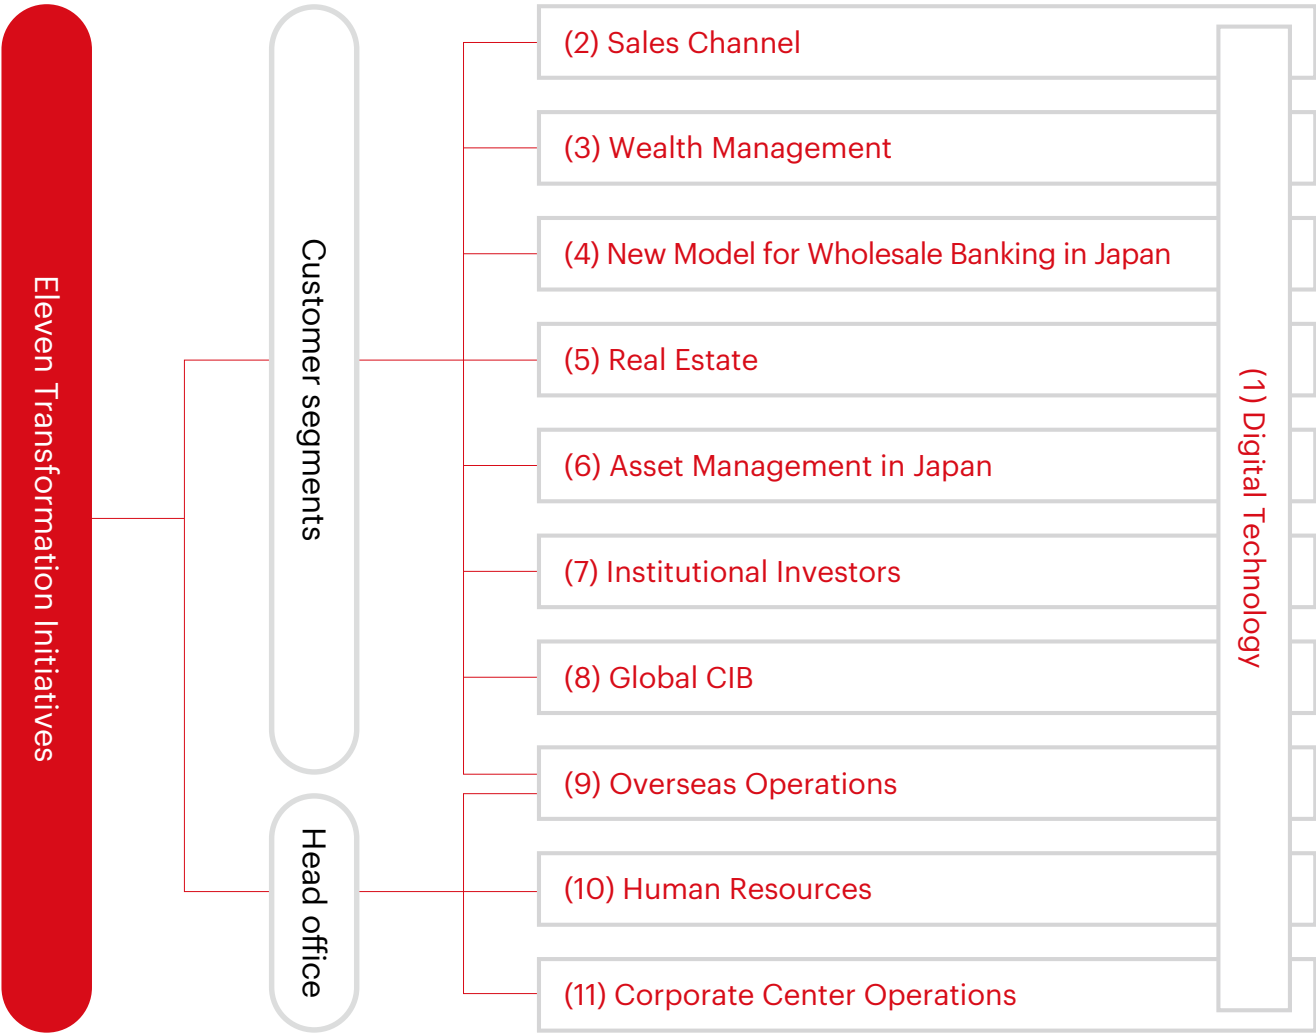 Eleven Transformation Initiatives
Customer segments
Head office
(2) Sales Channel
(3) Wealth Management
(4) New Model for Wholesale Banking in Japan
(5) Real Estate
(6) Asset Management in Japan
(7) Institutional Investors
(8) Global CIB
(9) Overseas Operations
(10) Human Resources
(11) Corporate Center Operations
(1) Digital Technology